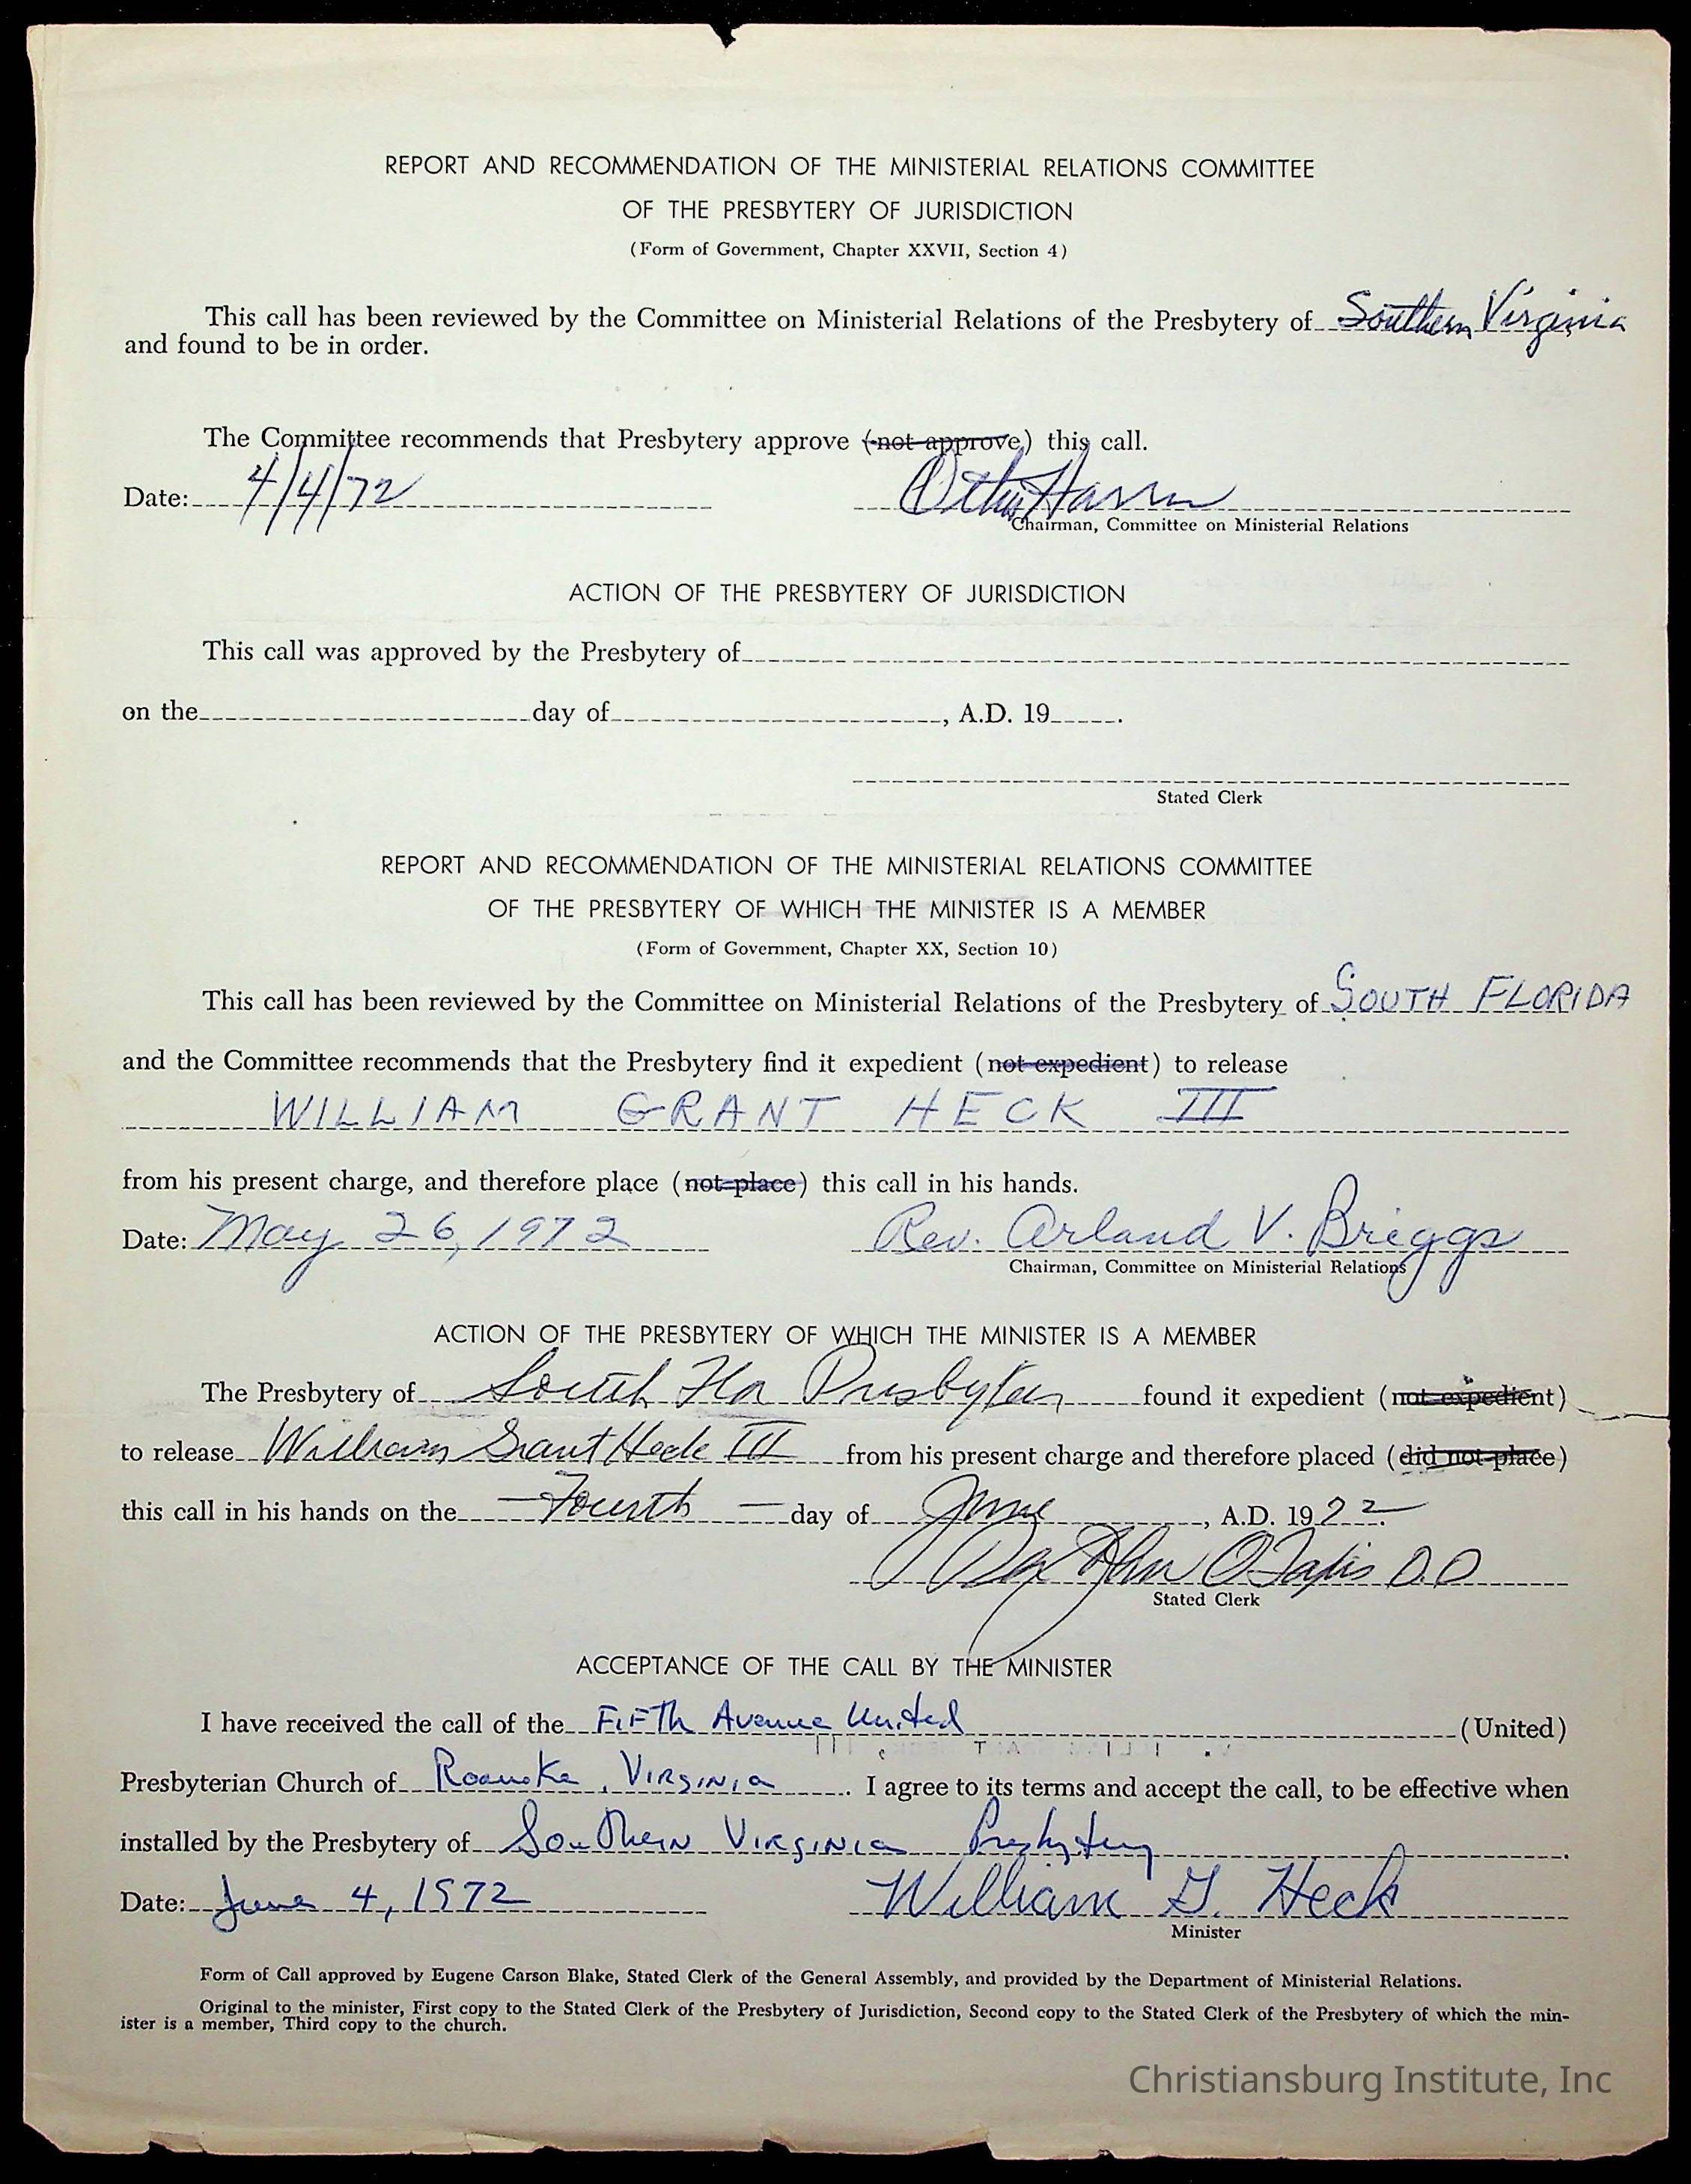 REPORT AND RECOMMENDATION OF THE MINISTERIAL RELATIONS COMMITTEE
OF THE PRESBYTERY OF JURISDICTION
(Form of Government, Chapter XXVII, Section 4)
This call has been reviewed by the Committee on Ministerial Relations of the Presbytery of Southern Virginia
and found to be in order.
The Committee recommends that Presbytery approve (not approve) this call.
Date: 4/4/72
Chairman, Committee on Ministerial Relations
ACTION OF THE PRESBYTERY OF JURISDICTION
This call was approved by the Presbytery of
on the day of , A.D. 19 .
Stated Clerk
REPORT AND RECOMMENDATION OF THE MINISTERIAL RELATIONS COMMITTEE
OF THE PRESBYTERY OF WHICH THE MINISTER IS A MEMBER
(Form of Government, Chapter XX, Section 10)
This call has been reviewed by the Committee on Ministerial Relations of the Presbytery of SOUTH FLORIDA
and the Committee recommends that the Presbytery find it expedient (not expedient) to release
WILLIAM GRANT HECK III
from his present charge, and therefore place (not place) this call in his hands.
Date: May 26, 1972 Rev. Arland V. Briggs
Chairman, Committee on Ministerial Relations
ACTION OF THE PRESBYTERY OF WHICH THE MINISTER IS A MEMBER
The Presbytery of South Fla Presbytery found it expedient (not expedient)
to release William Grant Heck III from his present charge and therefore placed (did not place)
this call in his hands on the — Fourth — day of June , A.D. 1972.
John O D.D
Stated Clerk
ACCEPTANCE OF THE CALL BY THE MINISTER
I have received the call of the FiFTh Avenue United (United)
Presbyterian Church of Roanoke, VIRGINIA . I agree to its terms and accept the call, to be effective when
installed by the Presbytery of Southern VIRGINIA Presbytery .
Date: June 4, 1972 William G. Heck
Minister
Form of Call approved by Eugene Carson Blake, Stated Clerk of the General Assembly, and provided by the Department of Ministerial Relations.
Original to the minister, First copy to the Stated Clerk of the Presbytery of Jurisdiction, Second copy to the Stated Clerk of the Presbytery of which the min-
ister is a member, Third copy to the church.
Christiansburg Institute, Inc